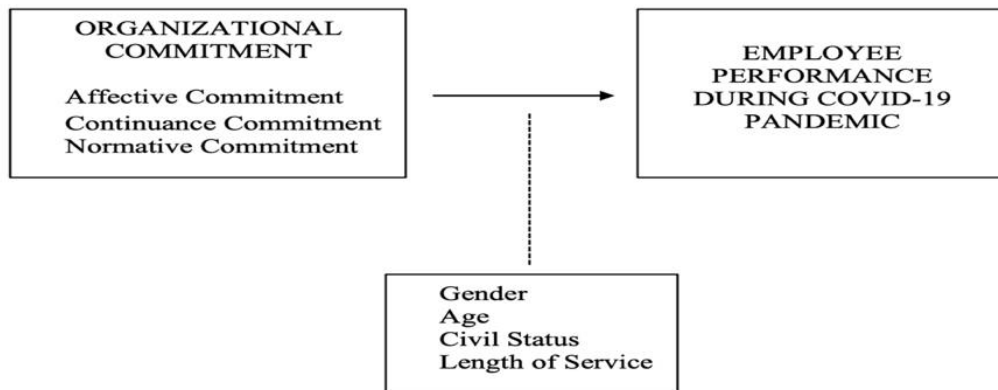 ORGANIZATIONAL
COMMITMENT
Affective Commitment
Continuance Commitment
Normative Commitment
EMPLOYEE
PERFORMANCE
DURING COVID-19
PANDEMIC
Gender
Age
Civil Status
Length of Service